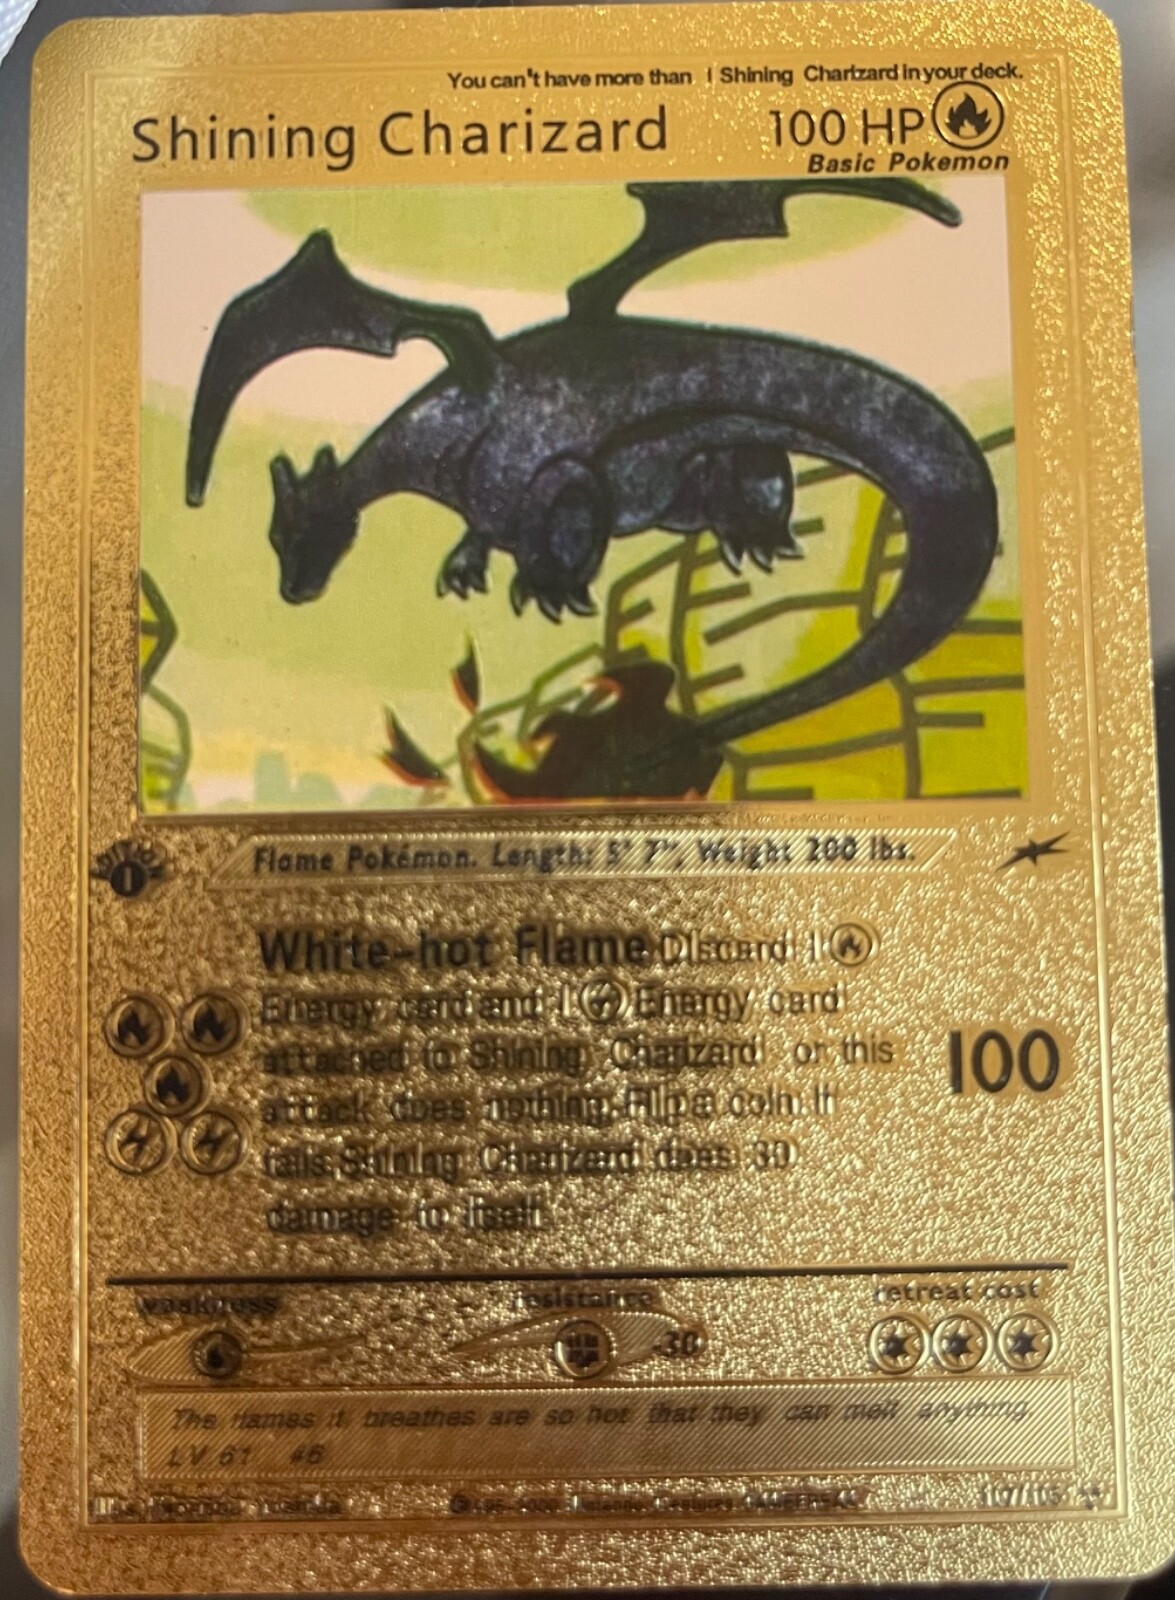 You can't have more than 1 Shining Charizard in your deck.
Shining Charizard 100 HP
Basic Pokemon
Flame Pokémon. Length: 5' 7", Weight 200 lbs.
White-hot Flame Discard 1
Energy card and 1 Energy card
attached to Shining Charizard or this
attack does nothing. Flip a coin. If
tails, Shining Charizard does 30
damage to itself.
100
weakness resistance retreat cost
-30
The flames it breathes are so hot that they can melt anything.
LV 61 #6
107/105